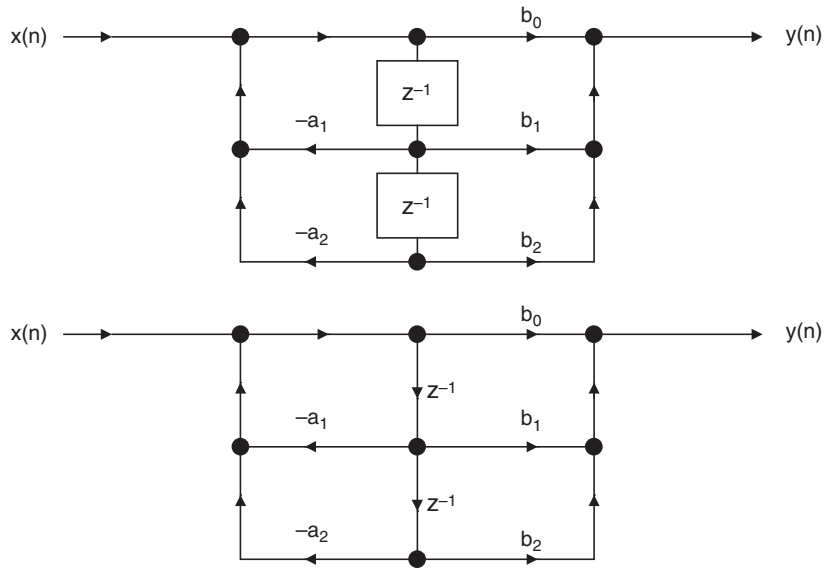 x(n) b₀ y(n)
z⁻¹
–a₁ b₁
z⁻¹
–a₂ b₂
x(n) b₀ y(n)
z⁻¹
–a₁ b₁
z⁻¹
–a₂ b₂